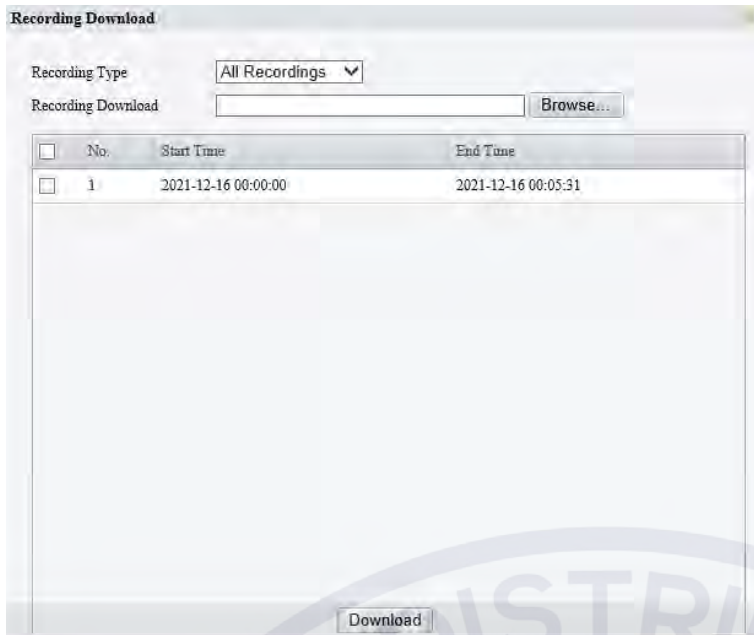 Recording Download
Recording Type All Recordings
Recording Download Browse...
No. Start Time End Time
1 2021-12-16 00:00:00 2021-12-16 00:05:31
DISTRI
Download